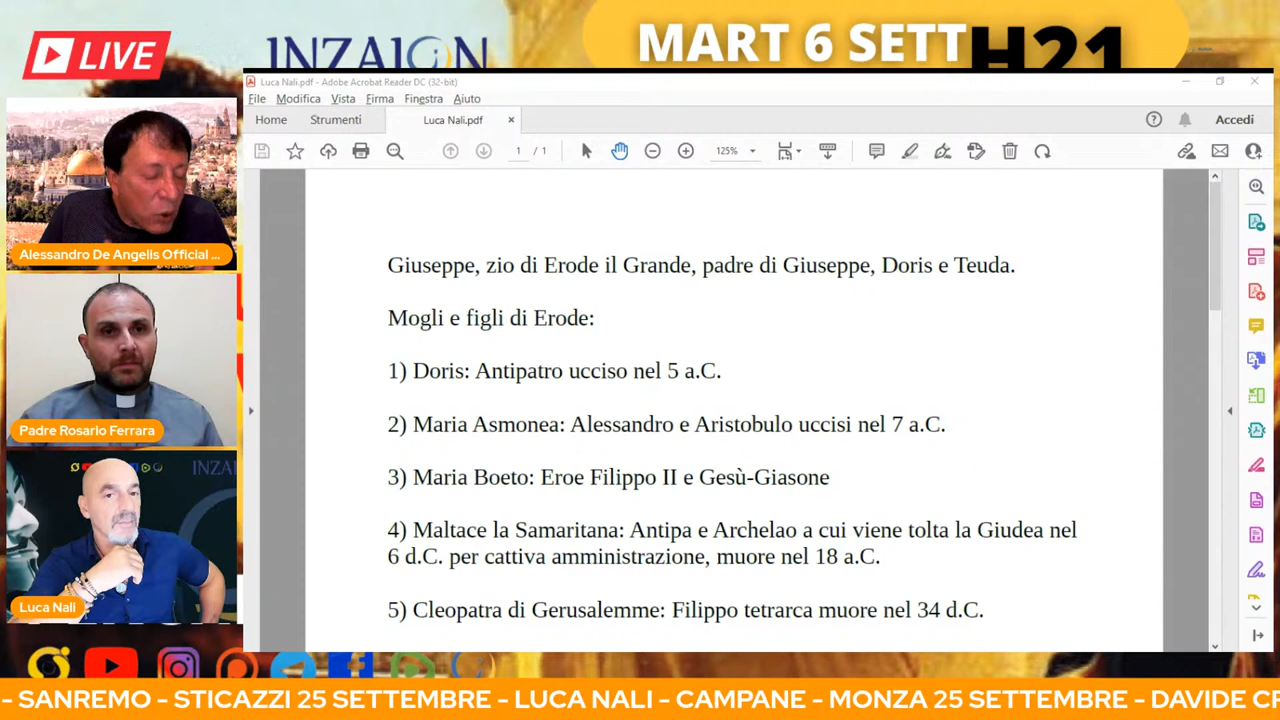 LIVE
INZAION
MART 6 SETT H21
Luca Nali.pdf - Adobe Acrobat Reader DC (32-bit)
File Modifica Vista Firma Finestra Aiuto
Home Strumenti Luca Nali.pdf × Accedi
1 / 1 125%
Giuseppe, zio di Erode il Grande, padre di Giuseppe, Doris e Teuda.
Mogli e figli di Erode:
1) Doris: Antipatro ucciso nel 5 a.C.
2) Maria Asmonea: Alessandro e Aristobulo uccisi nel 7 a.C.
3) Maria Boeto: Eroe Filippo II e Gesù-Giasone
4) Maltace la Samaritana: Antipa e Archelao a cui viene tolta la Giudea nel
6 d.C. per cattiva amministrazione, muore nel 18 a.C.
5) Cleopatra di Gerusalemme: Filippo tetrarca muore nel 34 d.C.
Alessandro De Angelis Official ...
Padre Rosario Ferrara
INZAI
Luca Nali
- SANREMO - STICAZZI 25 SETTEMBRE - LUCA NALI - CAMPANE - MONZA 25 SETTEMBRE - DAVIDE